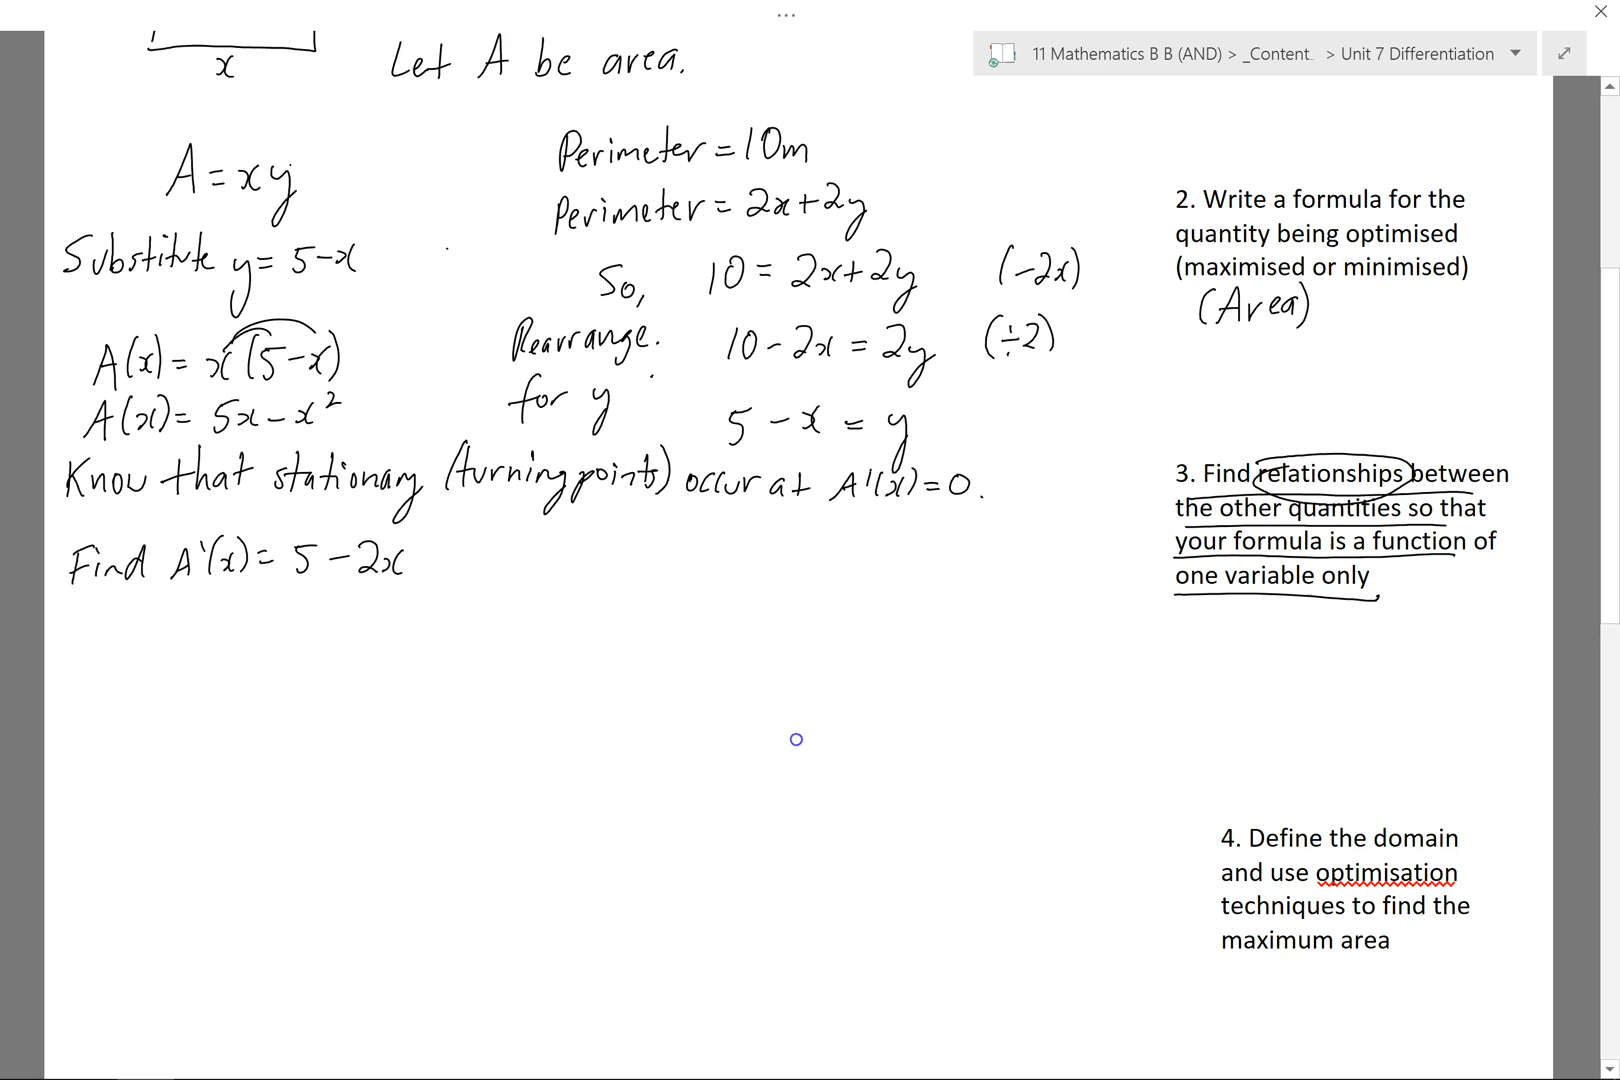 11 Mathematics B B (AND) > _Content. > Unit 7 Differentiation
x
Let A be area.
A = xy
Substitute y = 5-x
A(x) = x(5-x)
A(x) = 5x - x²
Perimeter = 10m
Perimeter = 2x+2y
So, 10 = 2x+2y (-2x)
Rearrange. 10 - 2x = 2y (÷2)
for y 5 - x = y
Know that stationary (turning points) occur at A'(x) = 0.
Find A'(x) = 5 - 2x
2. Write a formula for the
quantity being optimised
(maximised or minimised)
(Area)
3. Find relationships between
the other quantities so that
your formula is a function of
one variable only
4. Define the domain
and use optimisation
techniques to find the
maximum area